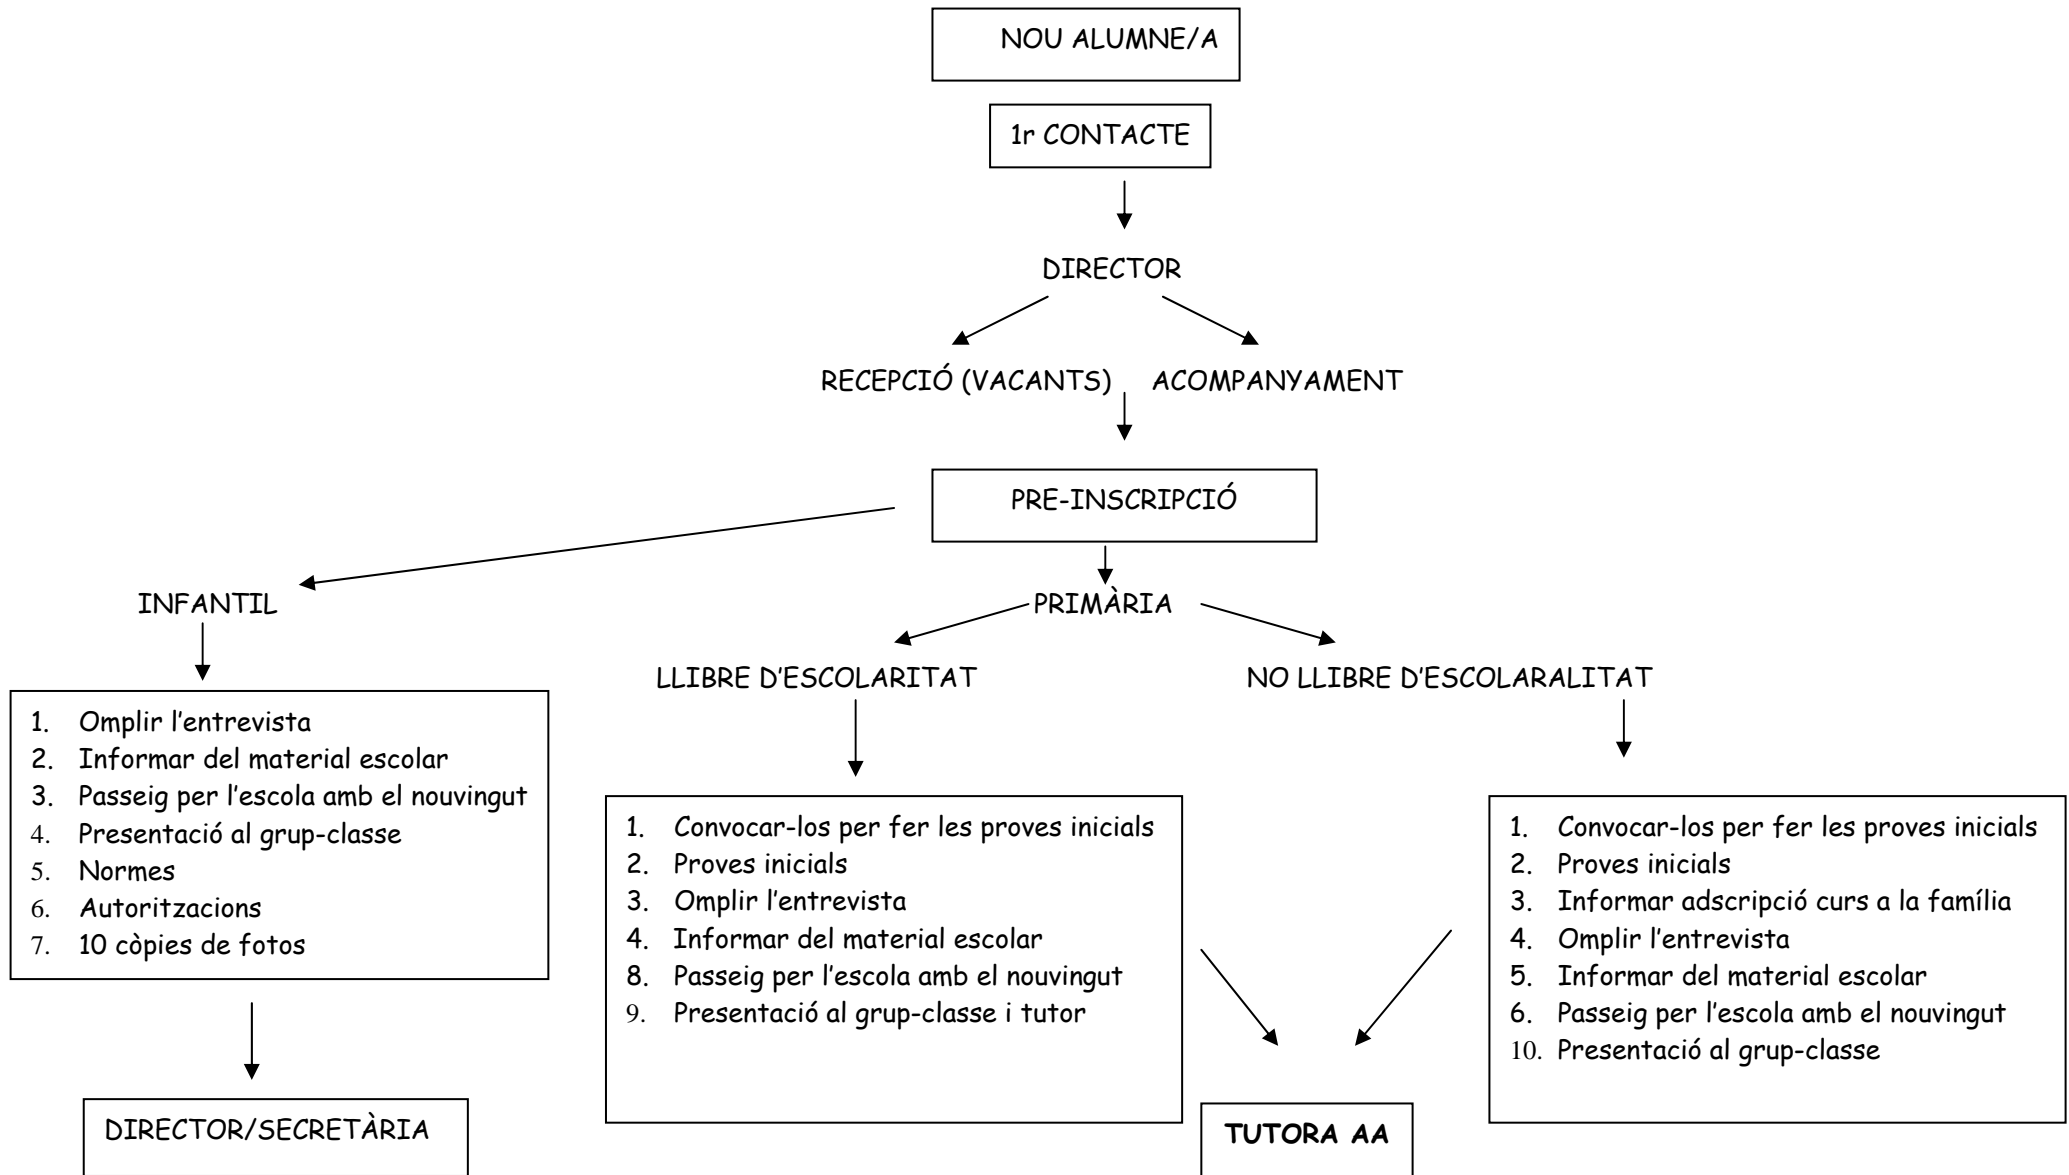 NOU ALUMNE/A
1r CONTACTE
DIRECTOR
RECEPCIÓ (VACANTS)
ACOMPANYAMENT
PRE-INSCRIPCIÓ
INFANTIL
PRIMÀRIA
LLIBRE D'ESCOLARITAT
NO LLIBRE D'ESCOLARALITAT
1. Omplir l'entrevista
2. Informar del material escolar
3. Passeig per l'escola amb el nouvingut
4. Presentació al grup-classe
5. Normes
6. Autoritzacions
7. 10 còpies de fotos
1. Convocar-los per fer les proves inicials
2. Proves inicials
3. Omplir l'entrevista
4. Informar del material escolar
8. Passeig per l'escola amb el nouvingut
9. Presentació al grup-classe i tutor
1. Convocar-los per fer les proves inicials
2. Proves inicials
3. Informar adscripció curs a la família
4. Omplir l'entrevista
5. Informar del material escolar
6. Passeig per l'escola amb el nouvingut
10. Presentació al grup-classe
DIRECTOR/SECRETÀRIA
TUTORA AA